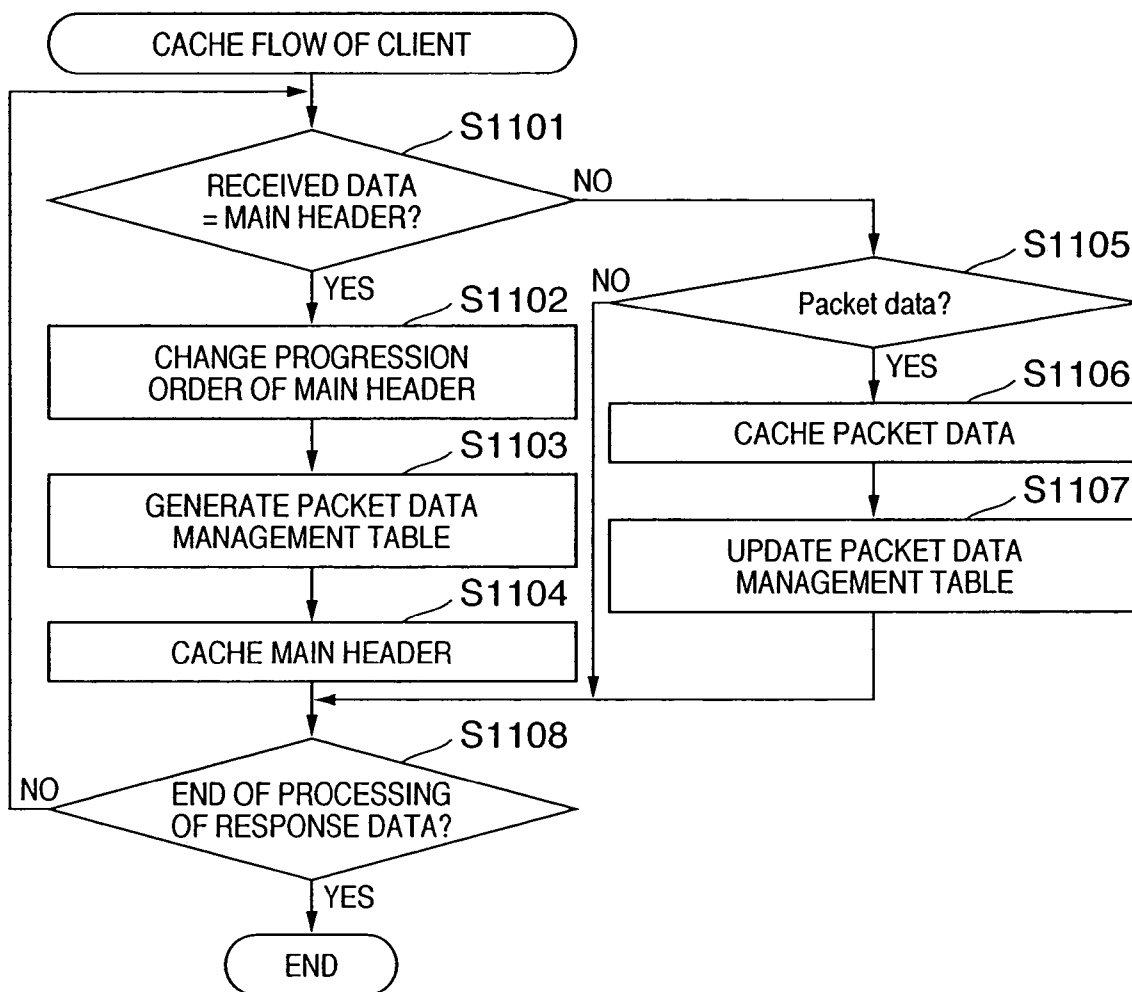 CACHE FLOW OF CLIENT
S1101
RECEIVED DATA
= MAIN HEADER?
NO
YES
S1102
CHANGE PROGRESSION
ORDER OF MAIN HEADER
S1103
GENERATE PACKET DATA
MANAGEMENT TABLE
S1104
CACHE MAIN HEADER
S1105
NO
Packet data?
YES
S1106
CACHE PACKET DATA
S1107
UPDATE PACKET DATA
MANAGEMENT TABLE
S1108
NO
END OF PROCESSING
OF RESPONSE DATA?
YES
END